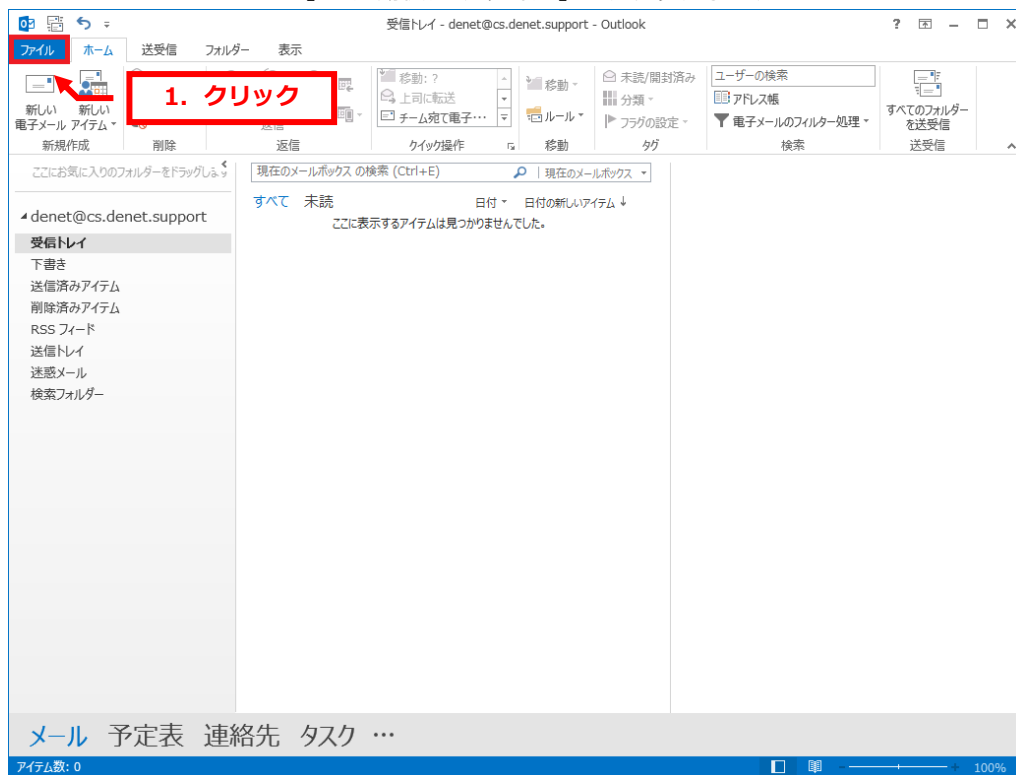 受信トレイ - denet@cs.denet.support - Outlook
ファイル ホーム 送受信 フォルダー 表示
1. クリック
新しい
電子メール
新しい
アイテム
新規作成
削除
返信
移動: ?
上司に転送
チーム宛て電子…
クイック操作
移動
ルール
移動
未読/開封済み
分類
フラグの設定
タグ
ユーザーの検索
アドレス帳
電子メールのフィルター処理
検索
すべてのフォルダー
を送受信
送受信
ここにお気に入りのフォルダーをドラッグしま
denet@cs.denet.support
受信トレイ
下書き
送信済みアイテム
削除済みアイテム
RSS フィード
送信トレイ
迷惑メール
検索フォルダー
現在のメールボックス の検索 (Ctrl+E) 現在のメールボックス
すべて 未読 日付 日付の新しいアイテム ↓
ここに表示するアイテムは見つかりませんでした。
メール 予定表 連絡先 タスク …
アイテム数: 0
100%